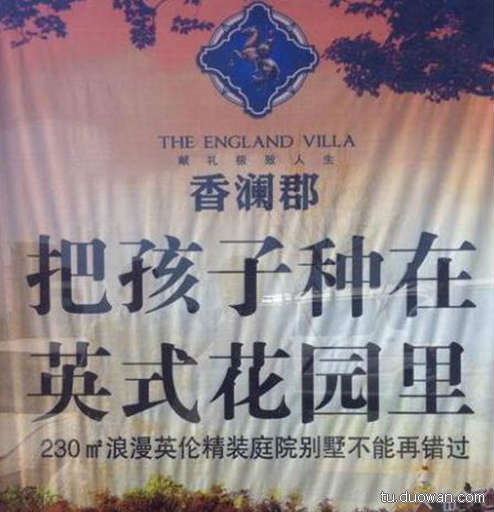 THE ENGLAND VILLA
献礼极致人生
香澜郡
把孩子种在
英式花园里
230㎡浪漫英伦精装庭院别墅不能再错过
tu.duowan.com